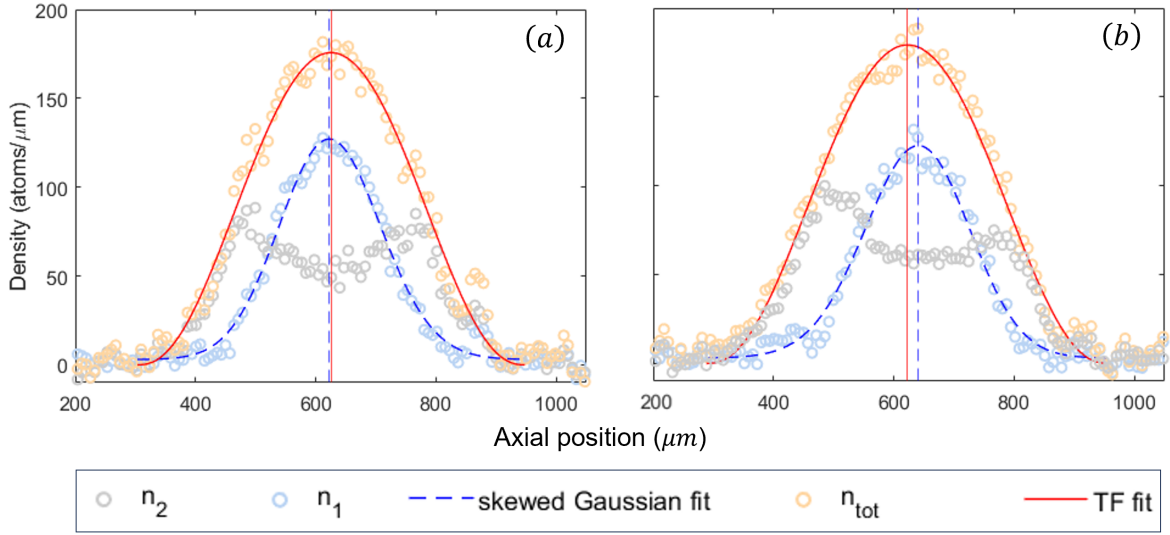 (a)
(b)
200
150
100
50
0
Density (atoms/μm)
200
400
600
800
1000
200
400
600
800
1000
Axial position (μm)
n2
n1
skewed Gaussian fit
ntot
TF fit